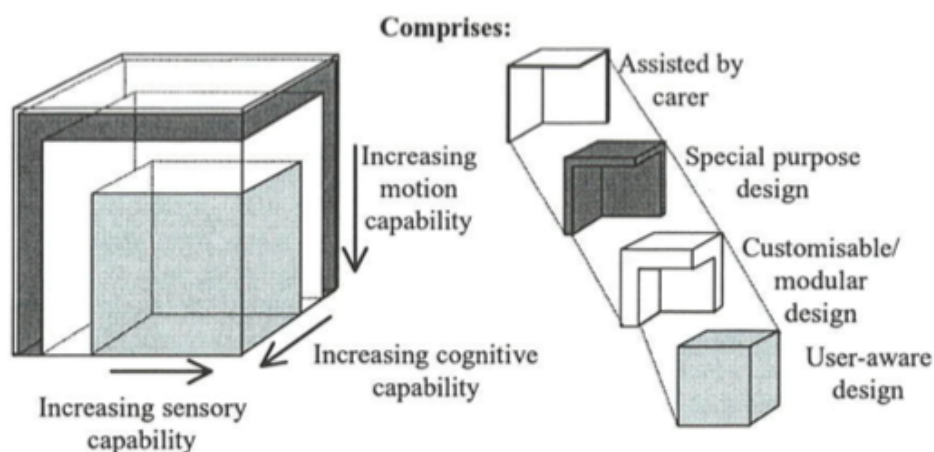 Comprises:
Assisted by
carer
Increasing
motion
capability
Special purpose
design
Customisable/
modular
design
Increasing cognitive
capability
User-aware
design
Increasing sensory
capability